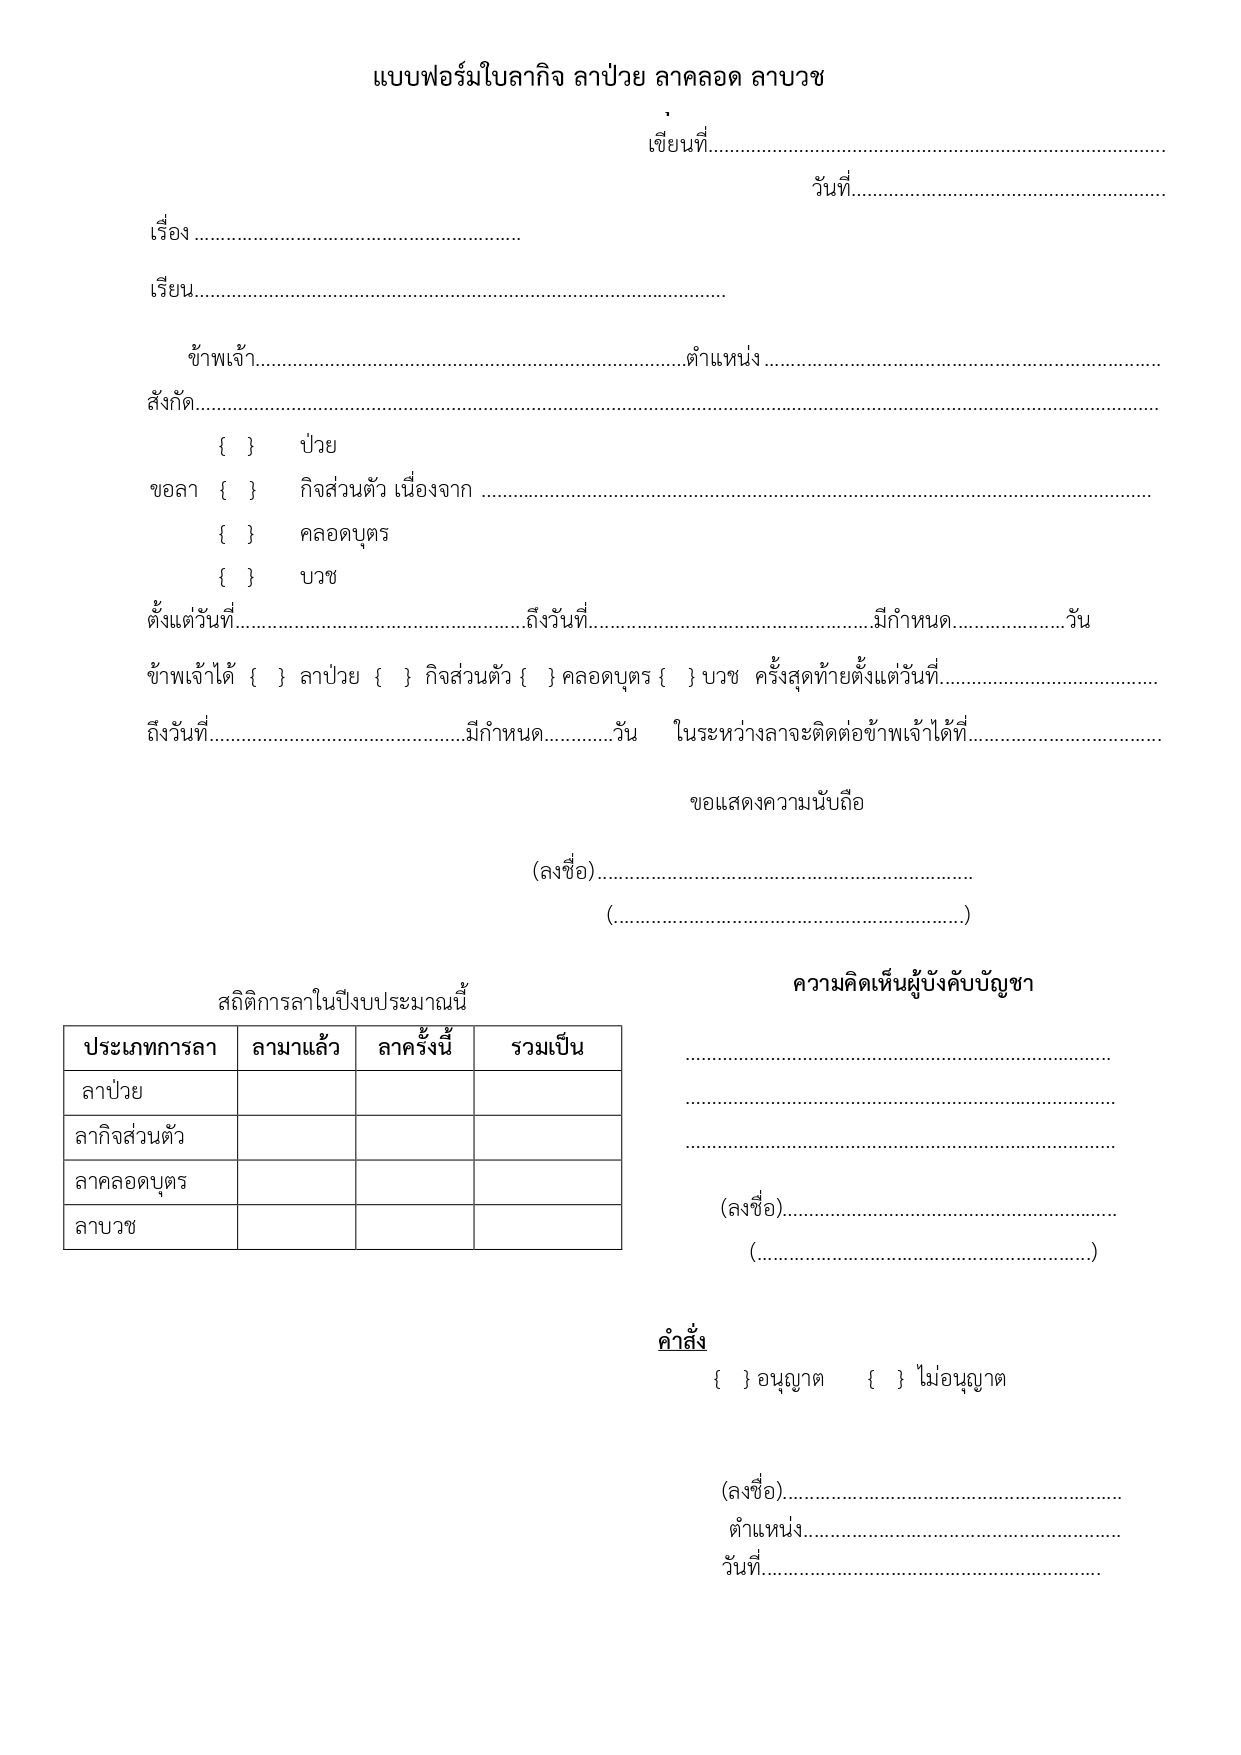 แบบฟอร์มใบลากิจ ลาป่วย ลาคลอด ลาบวช
เขียนที่......................................................................................
วันที่...........................................................
เรื่อง .............................................................
เรียน...................................................................................................
ข้าพเจ้า.................................................................................ตำแหน่ง ..........................................................................
สังกัด.....................................................................................................................................................................................
{ } ป่วย
ขอลา { } กิจส่วนตัว เนื่องจาก ..............................................................................................................................
{ } คลอดบุตร
{ } บวช
ตั้งแต่วันที่......................................................ถึงวันที่.....................................................มีกำหนด.....................วัน
ข้าพเจ้าได้ { } ลาป่วย { } กิจส่วนตัว { } คลอดบุตร { } บวช ครั้งสุดท้ายตั้งแต่วันที่.........................................
ถึงวันที่................................................มีกำหนด.............วัน ในระหว่างลาจะติดต่อข้าพเจ้าได้ที่....................................
ขอแสดงความนับถือ
(ลงชื่อ)......................................................................
(.................................................................)
สถิติการลาในปีงบประมาณนี้
ประเภทการลา ลามาแล้ว ลาครั้งนี้ รวมเป็น
ลาป่วย
ลากิจส่วนตัว
ลาคลอดบุตร
ลาบวช
ความคิดเห็นผู้บังคับบัญชา
................................................................................
.................................................................................
.................................................................................
(ลงชื่อ)...............................................................
(..............................................................)
คำสั่ง
{ } อนุญาต { } ไม่อนุญาต
(ลงชื่อ)...............................................................
ตำแหน่ง...........................................................
วันที่...............................................................